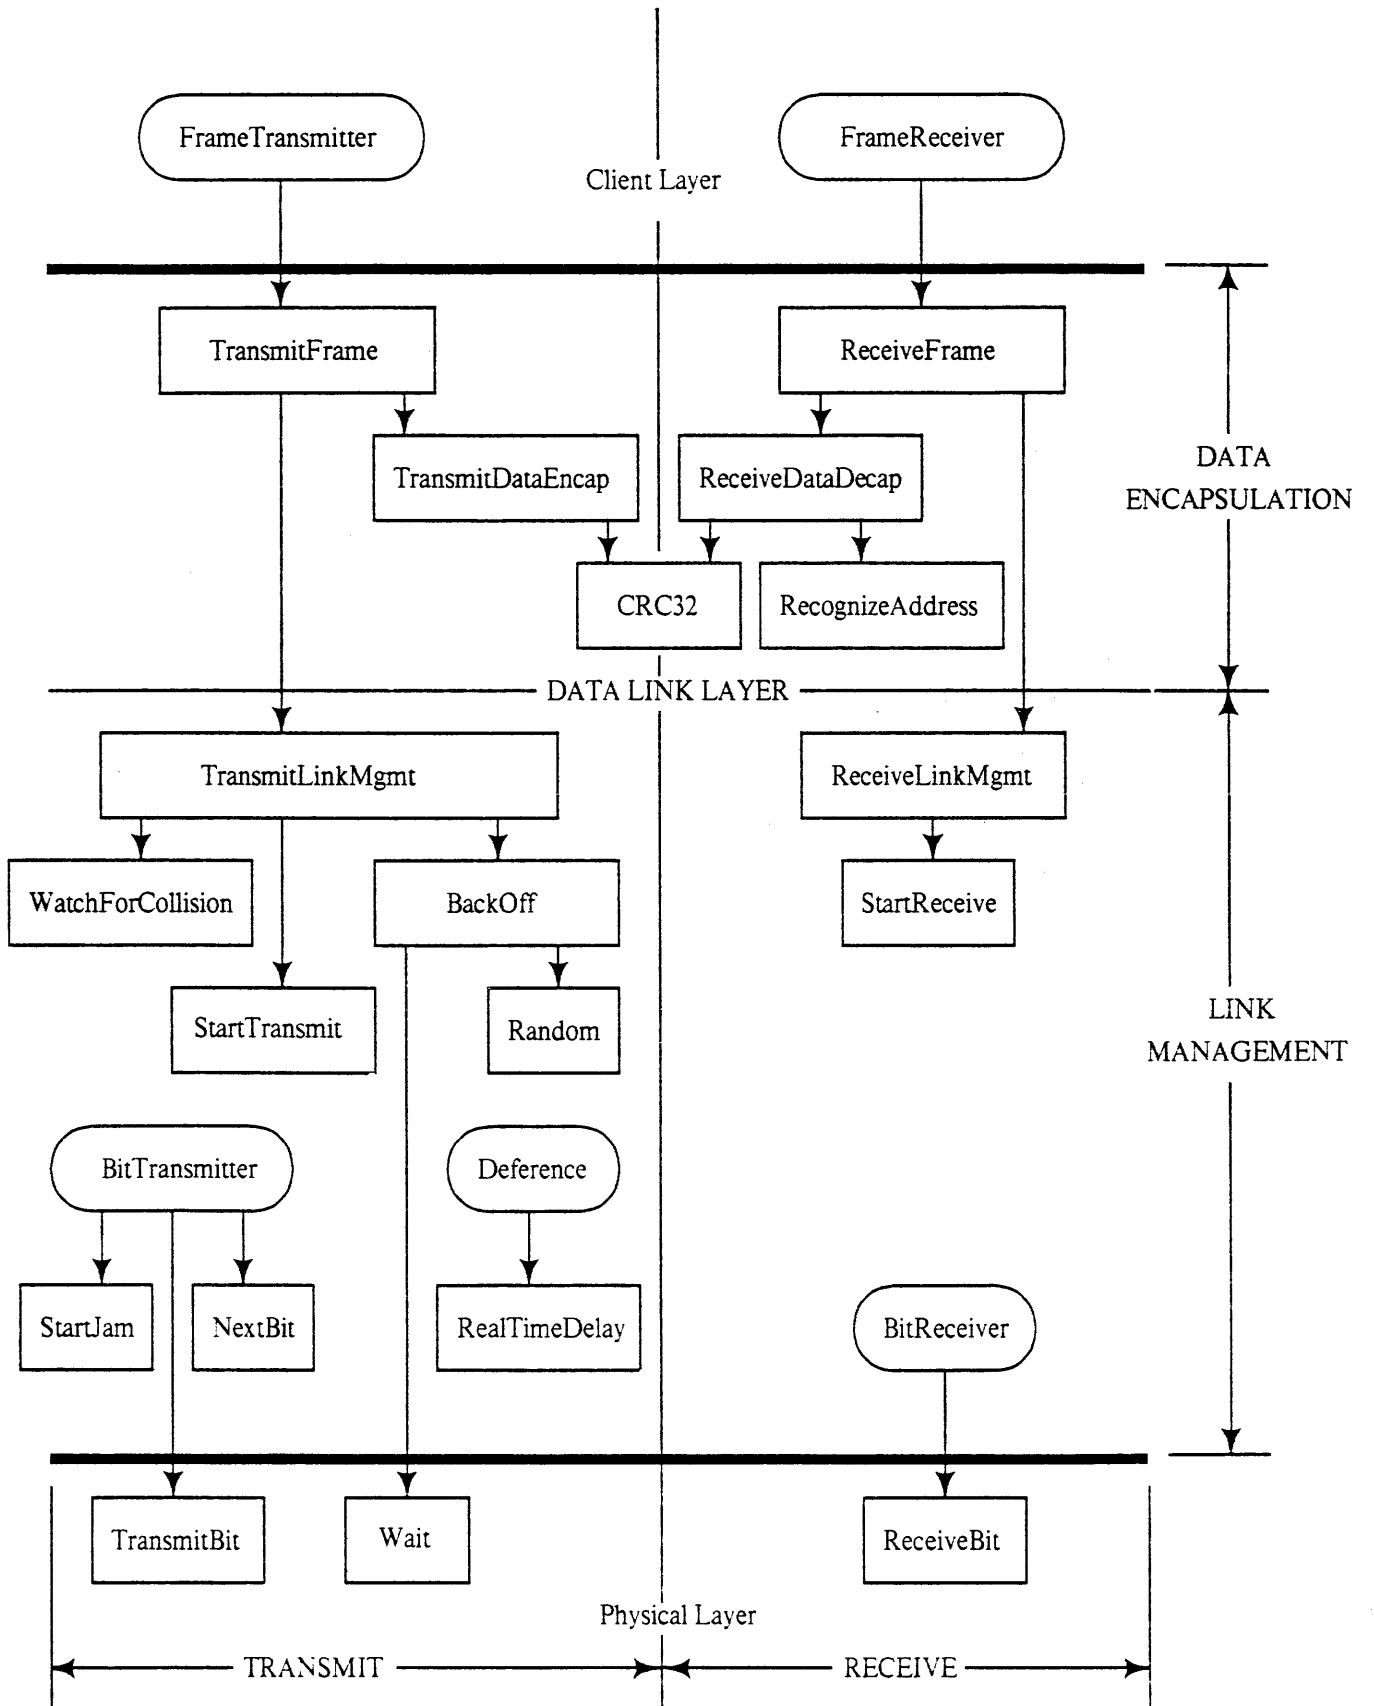 FrameTransmitter
FrameReceiver
Client Layer
TransmitFrame
ReceiveFrame
TransmitDataEncap
ReceiveDataDecap
DATA
ENCAPSULATION
CRC32
RecognizeAddress
DATA LINK LAYER
TransmitLinkMgmt
ReceiveLinkMgmt
WatchForCollision
BackOff
StartReceive
StartTransmit
Random
LINK
MANAGEMENT
BitTransmitter
Deference
StartJam
NextBit
RealTimeDelay
BitReceiver
TransmitBit
Wait
ReceiveBit
Physical Layer
TRANSMIT
RECEIVE